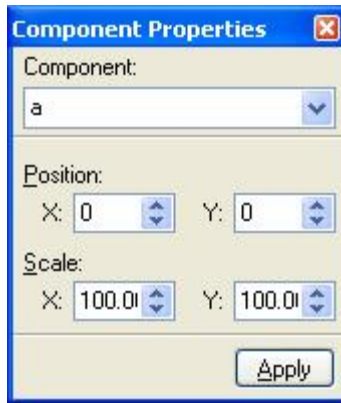 Component Properties
Component:
a
Position:
X: 0 Y: 0
Scale:
X: 100.0 Y: 100.0
Apply